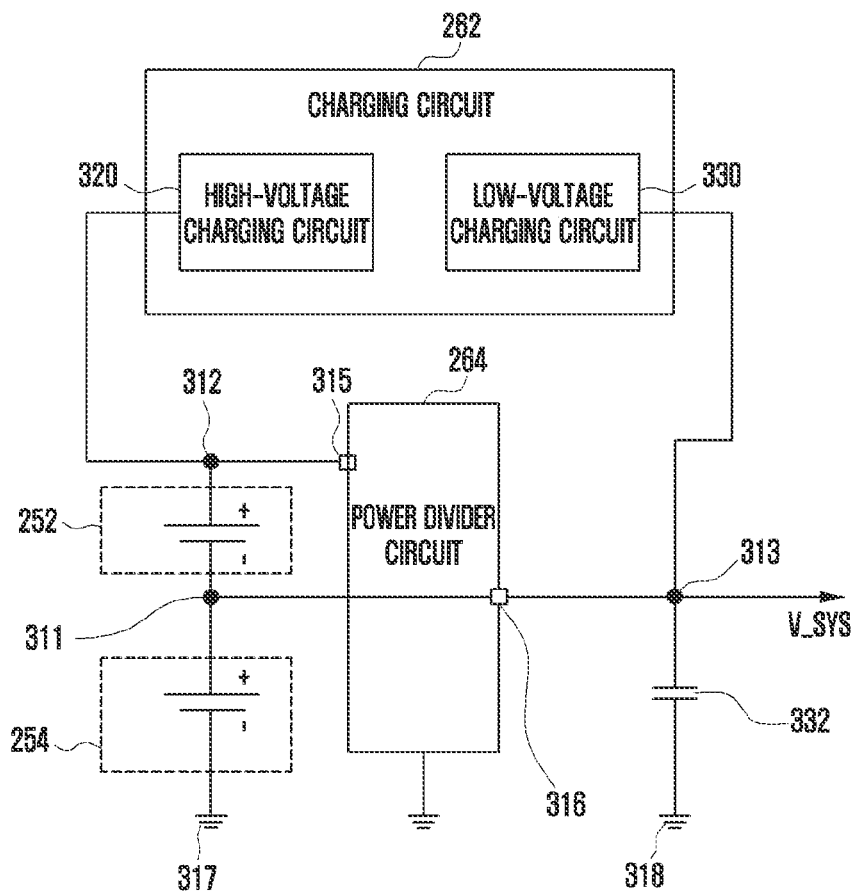 262
CHARGING CIRCUIT
320
HIGH-VOLTAGE
CHARGING CIRCUIT
LOW-VOLTAGE
CHARGING CIRCUIT
330
312
315
264
252
+
-
POWER DIVIDER
CIRCUIT
313
311
V_SYS
254
+
-
332
316
317
318